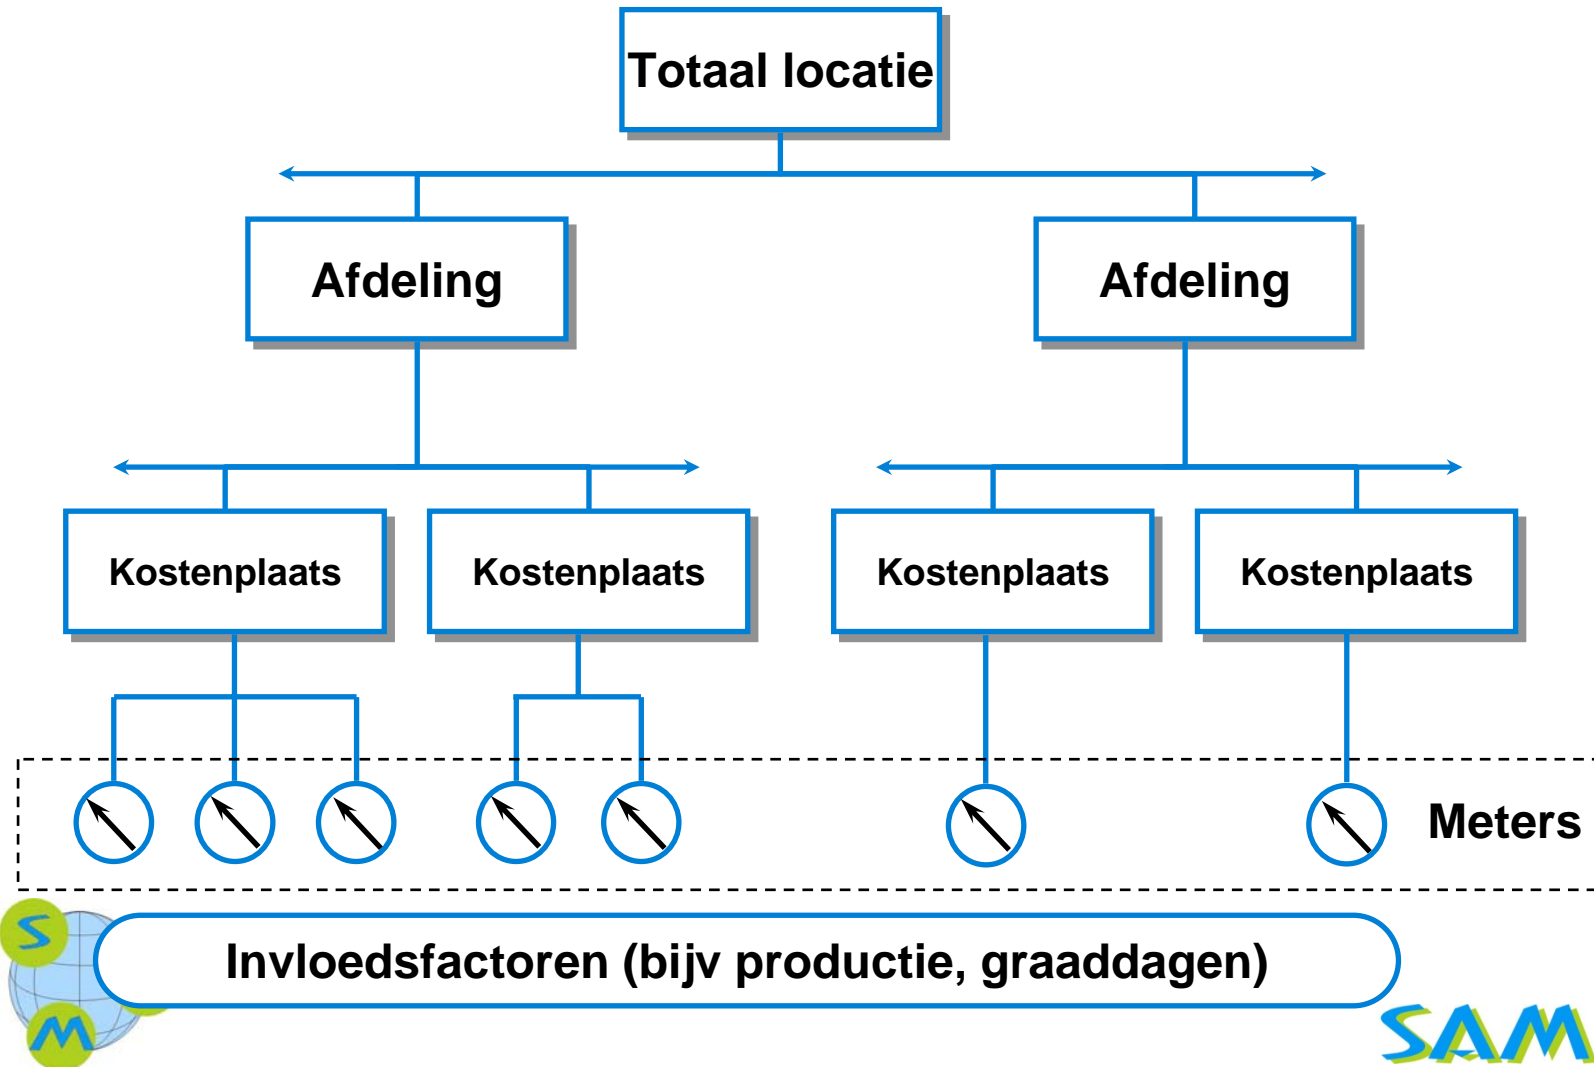 Totaal locatie
Afdeling
Afdeling
Kostenplaats
Kostenplaats
Kostenplaats
Kostenplaats
Meters
Invloedsfactoren (bijv productie, graaddagen)
S
M
SAM